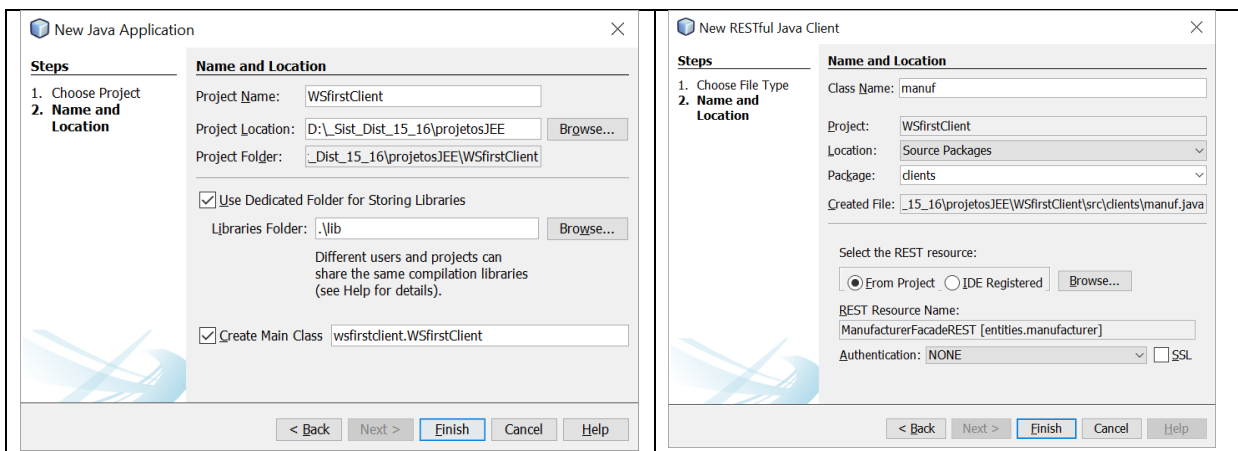 New Java Application
Steps
1. Choose Project
2. Name and
Location
Name and Location
Project Name: WSfirstClient
Project Location: D:\_Sist_Dist_15_16\projetosJEE Browse...
Project Folder: :_Dist_15_16\projetosJEE\WSfirstClient
Use Dedicated Folder for Storing Libraries
Libraries Folder: .\lib Browse...
Different users and projects can
share the same compilation libraries
(see Help for details).
Create Main Class wsfirstclient.WSfirstClient
< Back Next > Finish Cancel Help
New RESTful Java Client
Steps
1. Choose File Type
2. Name and
Location
Name and Location
Class Name: manuf
Project: WSfirstClient
Location: Source Packages
Package: clients
Created File: _15_16\projetosJEE\WSfirstClient\src\clients\manuf.java
Select the REST resource:
From Project IDE Registered Browse...
REST Resource Name:
ManufacturerFacadeREST [entities.manufacturer]
Authentication: NONE SSL
< Back Next > Finish Cancel Help